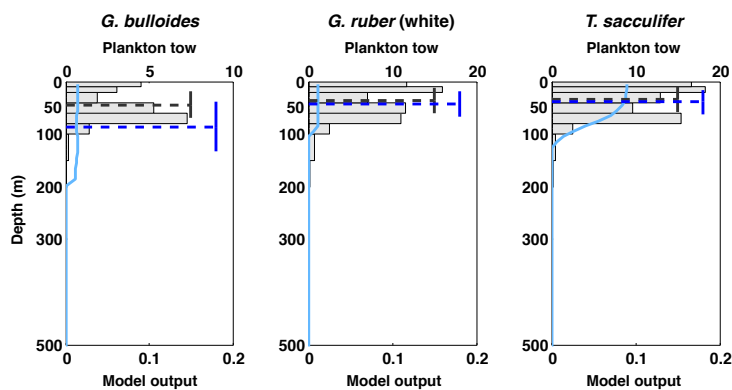 G. bulloides
G. ruber (white)
T. sacculifer
Plankton tow
Plankton tow
Plankton tow
0 5 10
0 10 20
0 10 20
0
50
100
200
300
500
0
50
100
200
300
500
0
50
100
200
300
500
Depth (m)
0 0.1 0.2
0 0.1 0.2
0 0.1 0.2
Model output
Model output
Model output